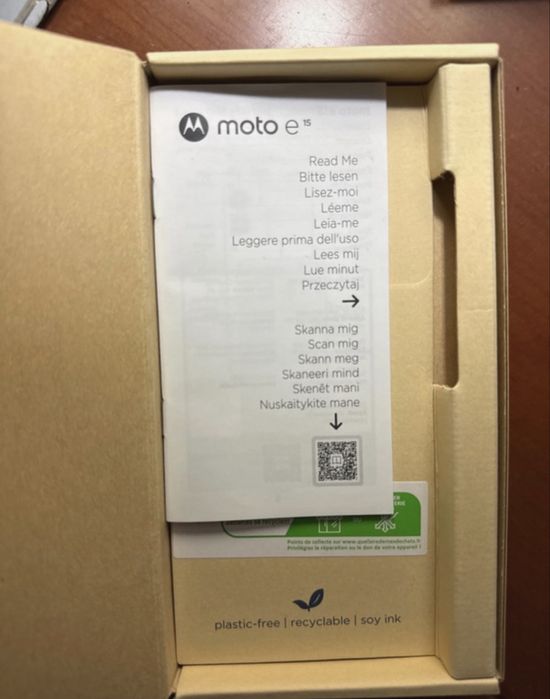 moto e15
Read Me
Bitte lesen
Lisez-moi
Léeme
Leia-me
Leggere prima dell'uso
Lees mij
Lue minut
Przeczytaj
→
Skanna mig
Scan mig
Skann meg
Skaneeri mind
Skenēt mani
Nuskaitykite mane
↓
Points de collecte sur www.quefairedemesdechets.fr
Privilégiez la réparation ou le don de votre appareil !
plastic-free | recyclable | soy ink